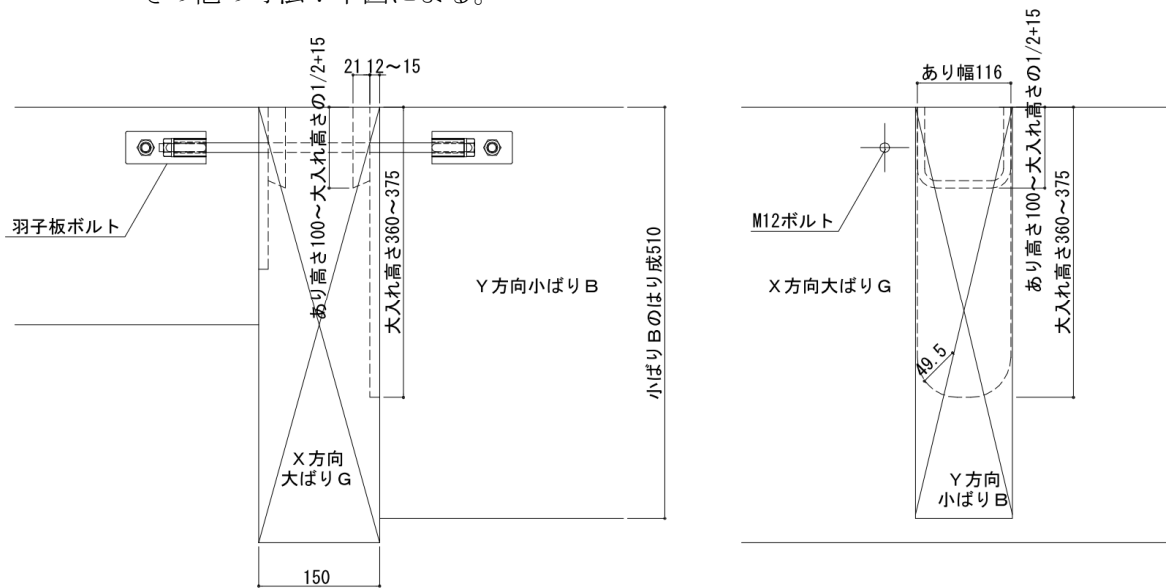 その他の寸法：下図による。
あり高さ100～大入れ高さの1/2+15
21 12～15
大入れ高さ360～375
羽子板ボルト
Y方向小ばりB
小ばりBのはり成510
X方向
大ばりG
150
あり幅116
あり高さ100～大入れ高さの1/2+15
大入れ高さ360～375
M12ボルト
X方向大ばりG
49.5
Y方向
小ばりB